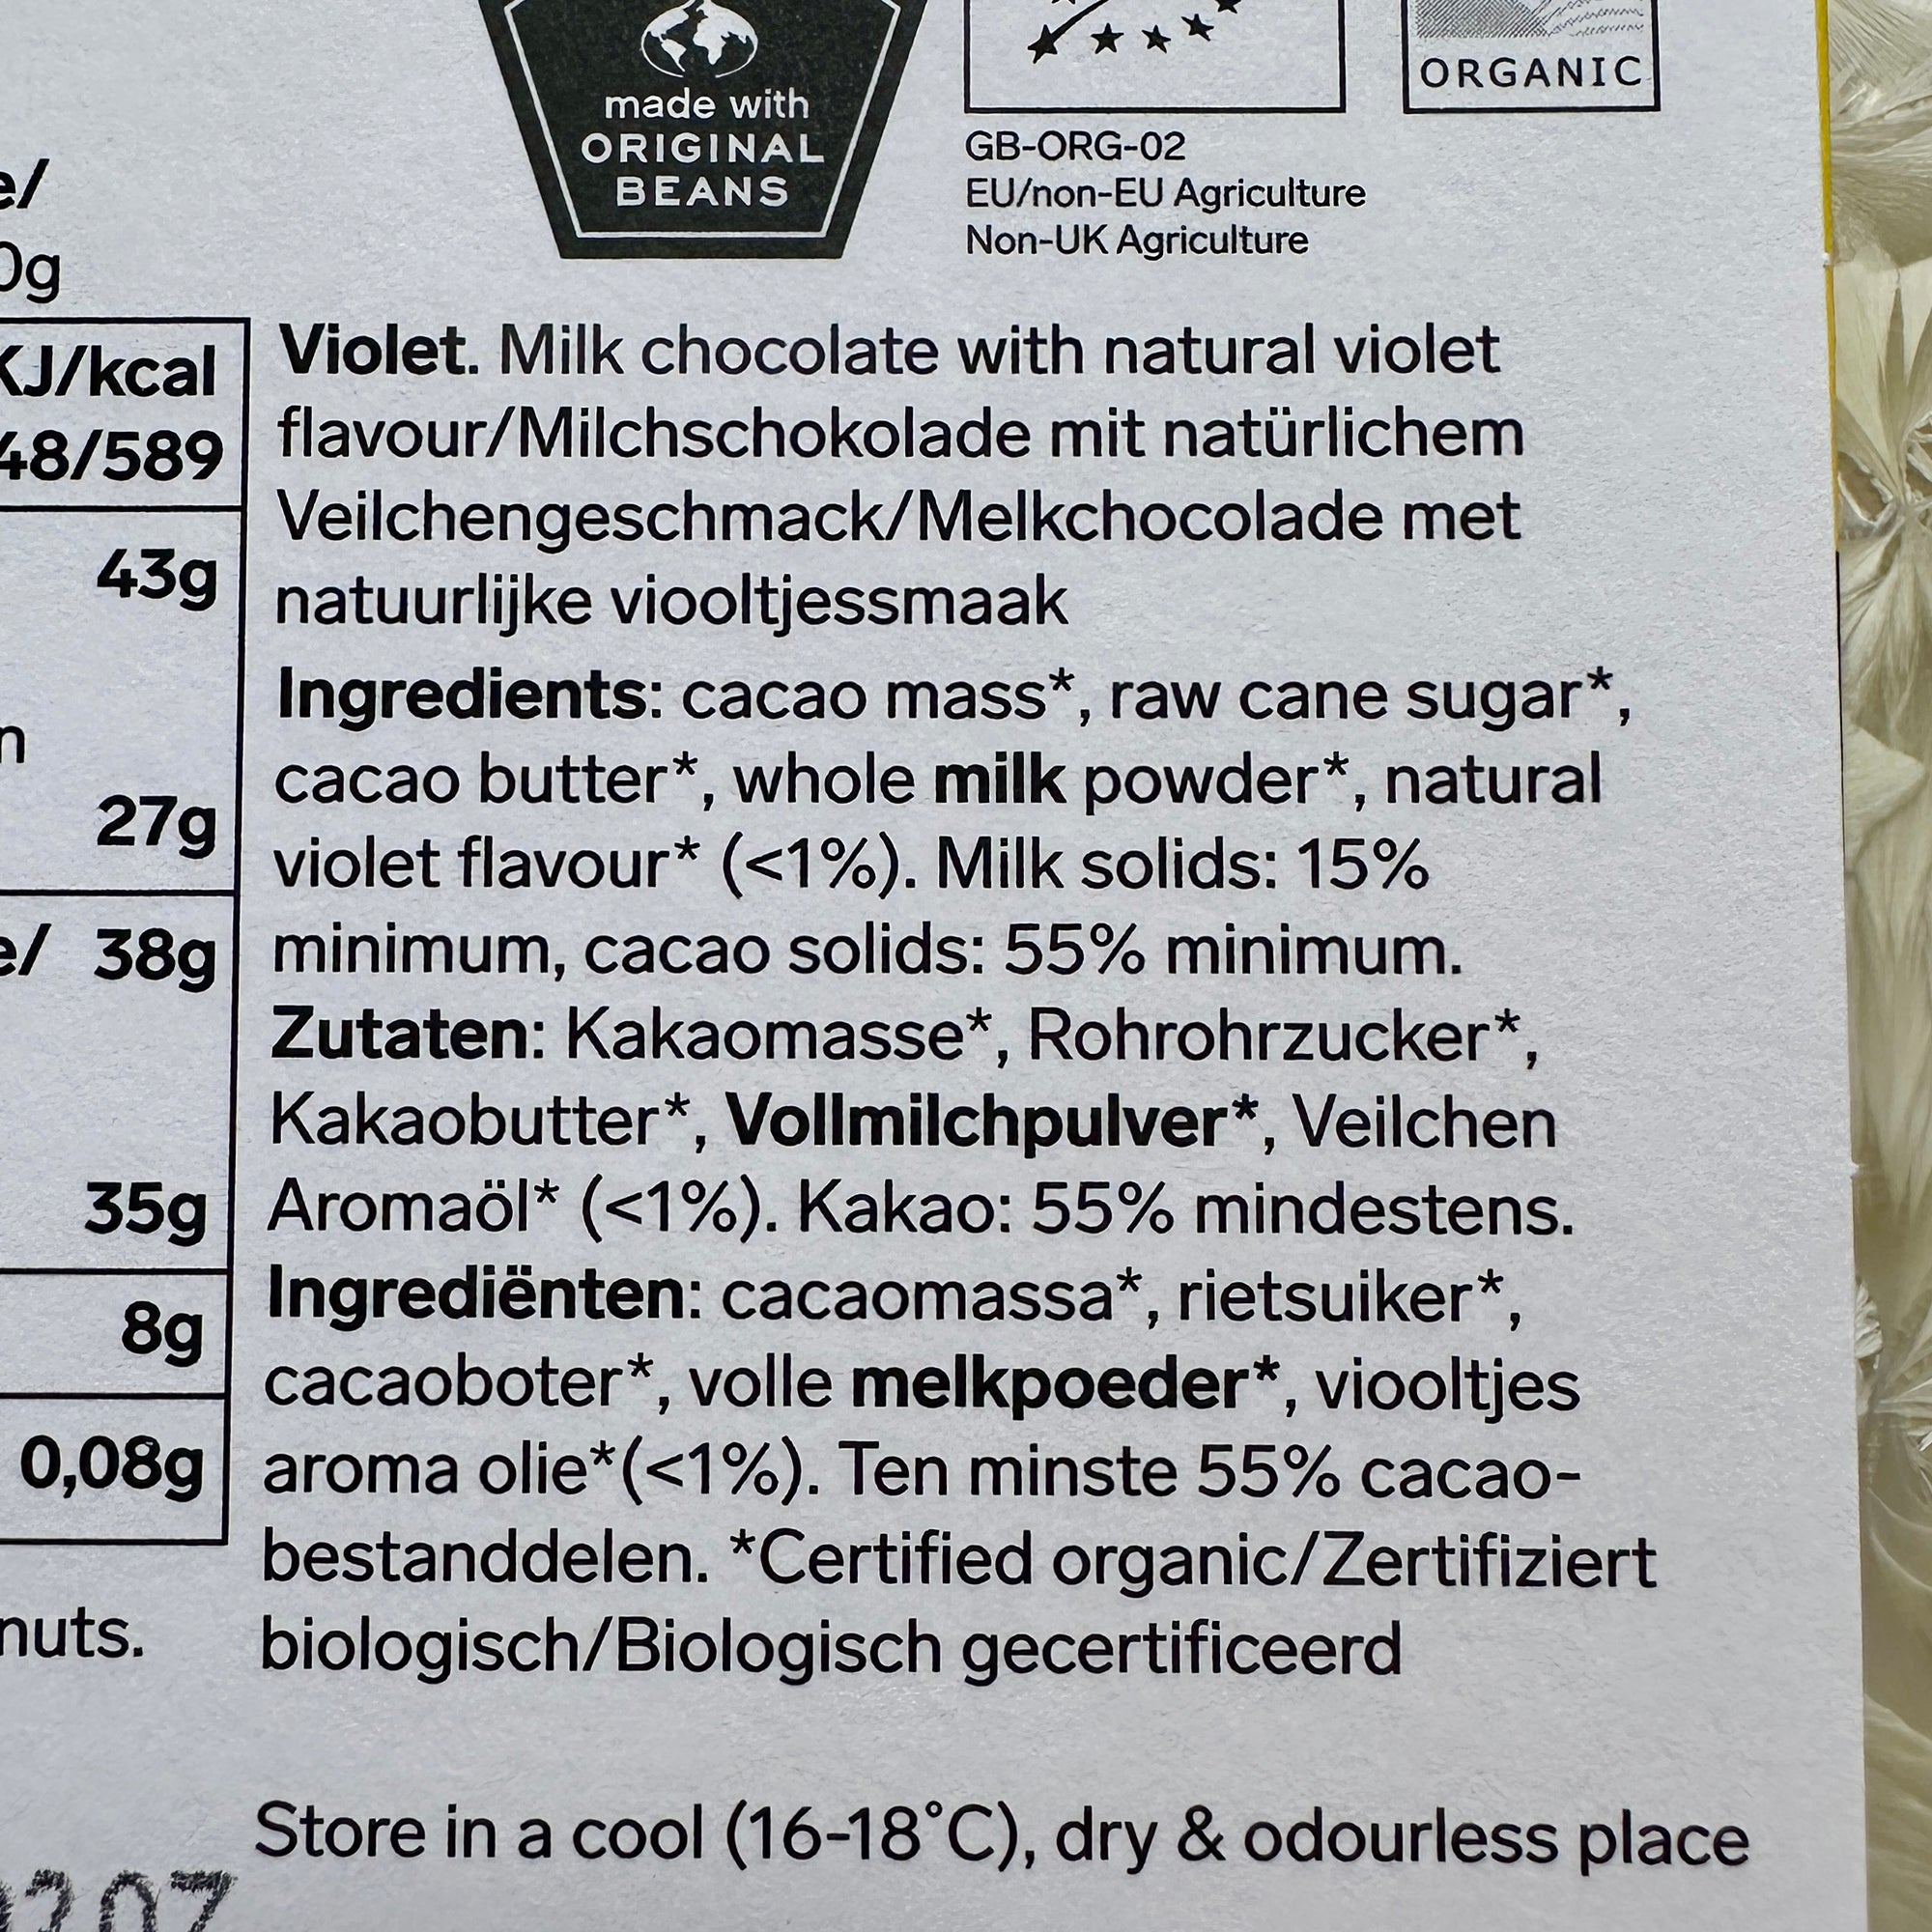 made with
ORIGINAL
BEANS
ORGANIC
GB-ORG-02
EU/non-EU Agriculture
Non-UK Agriculture
KJ/kcal
48/589
43g
27g
38g
35g
8g
0,08g
nuts.
Violet. Milk chocolate with natural violet
flavour/Milchschokolade mit natürlichem
Veilchengeschmack/Melkchocolade met
natuurlijke viooltjessmaak
Ingredients: cacao mass*, raw cane sugar*,
cacao butter*, whole milk powder*, natural
violet flavour* (<1%). Milk solids: 15%
minimum, cacao solids: 55% minimum.
Zutaten: Kakaomasse*, Rohrohrzucker*,
Kakaobutter*, Vollmilchpulver*, Veilchen
Aromaöl* (<1%). Kakao: 55% mindestens.
Ingrediënten: cacaomassa*, rietsuiker*,
cacaoboter*, volle melkpoeder*, viooltjes
aroma olie*(<1%). Ten minste 55% cacao-
bestanddelen. *Certified organic/Zertifiziert
biologisch/Biologisch gecertificeerd
Store in a cool (16-18°C), dry & odourless place